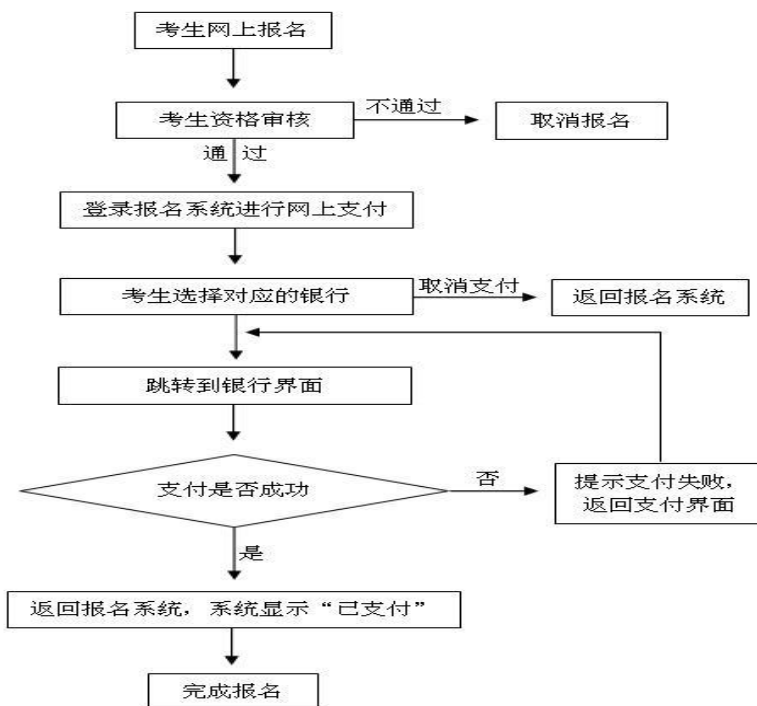 考生网上报名
考生资格审核
不通过
取消报名
通 过
登录报名系统进行网上支付
考生选择对应的银行
取消支付
返回报名系统
跳转到银行界面
支付是否成功
否
提示支付失败，
返回支付界面
是
返回报名系统，系统显示“已支付”
完成报名